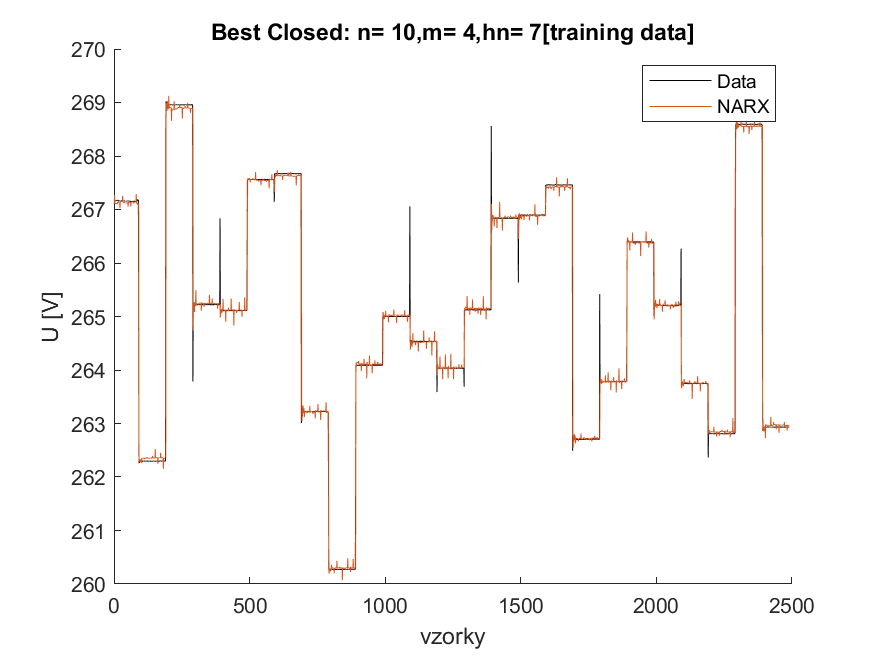 Best Closed: n= 10,m= 4,hn= 7[training data]
Data
NARX
U [V]
270
269
268
267
266
265
264
263
262
261
260
0 500 1000 1500 2000 2500
vzorky